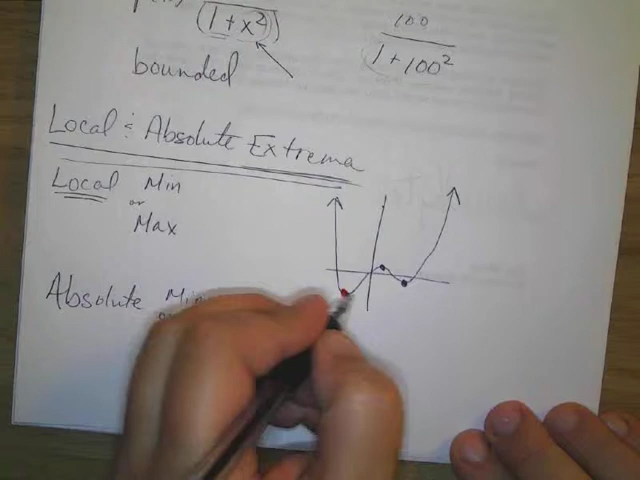 (1 + x²)
100
1 + 100²
bounded
Local & Absolute Extrema
Local Min
or
Max
Absolute Min